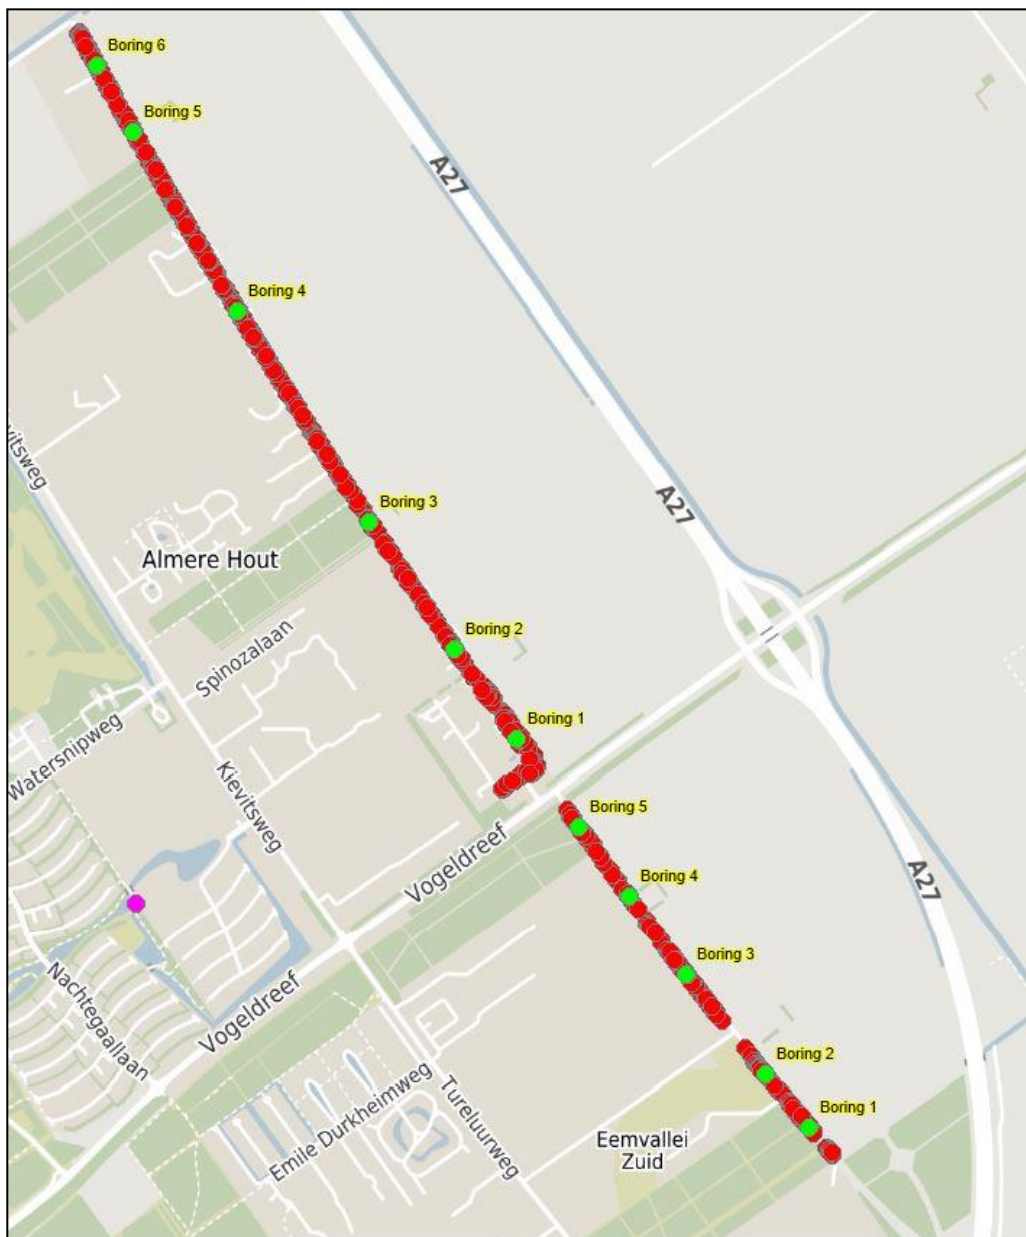 Boring 6
Boring 5
A27
Boring 4
vitsweg
A27
Boring 3
Almere Hout
Boring 2
Spinozalaan
Boring 1
Watersnipweg
Kievitsweg
Boring 5
Vogeldreef
Boring 4
A27
Boring 3
Nachtegaallaan
Vogeldreef
Boring 2
Emile Durkheimweg
Tureluurweg
Boring 1
Eemvallei
Zuid